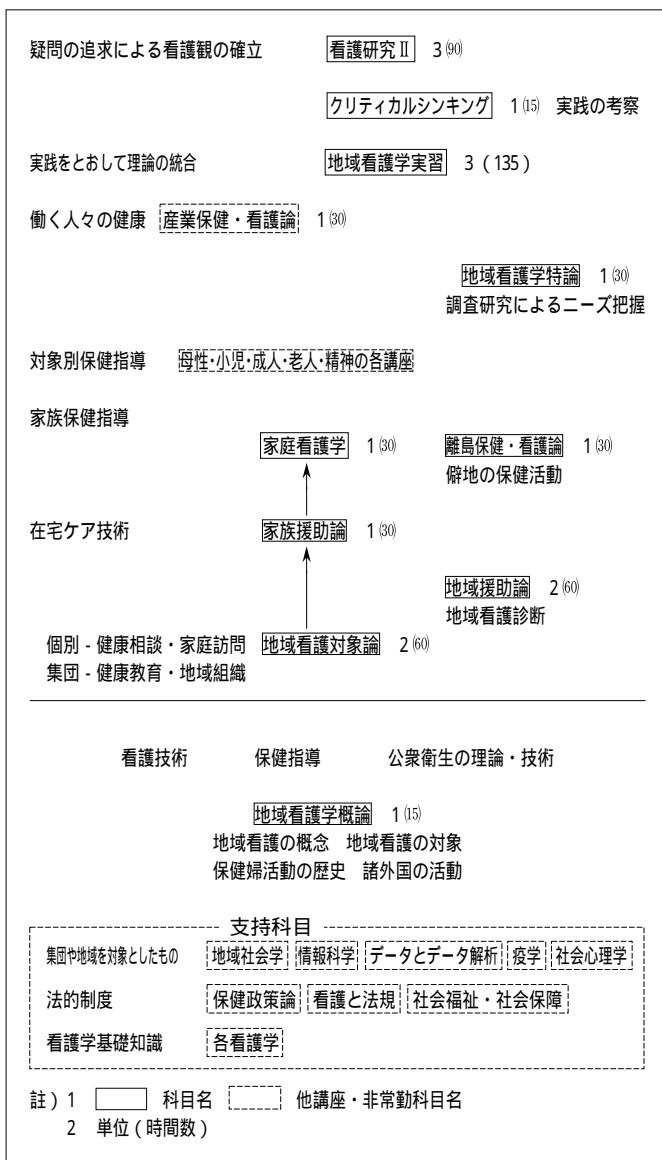 疑問の追求による看護観の確立 看護研究Ⅱ 3(90)
クリティカルシンキング 1(15) 実践の考察
実践をとおして理論の統合 地域看護学実習 3(135)
働く人々の健康 産業保健・看護論 1(30)
地域看護学特論 1(30)
調査研究によるニーズ把握
対象別保健指導 母性・小児・成人・老人・精神の各講座
家族保健指導
家庭看護学 1(30) 離島保健・看護論 1(30)
僻地の保健活動
在宅ケア技術 家族援助論 1(30)
地域援助論 2(60)
地域看護診断
個別 - 健康相談・家庭訪問 地域看護対象論 2(60)
集団 - 健康教育・地域組織
看護技術 保健指導 公衆衛生の理論・技術
地域看護学概論 1(15)
地域看護の概念 地域看護の対象
保健婦活動の歴史 諸外国の活動
支持科目
集団や地域を対象としたもの 地域社会学 情報科学 データとデータ解析 疫学 社会心理学
法的制度 保健政策論 看護と法規 社会福祉・社会保障
看護学基礎知識 各看護学
註)1 科目名 他講座・非常勤科目名
2 単位(時間数)